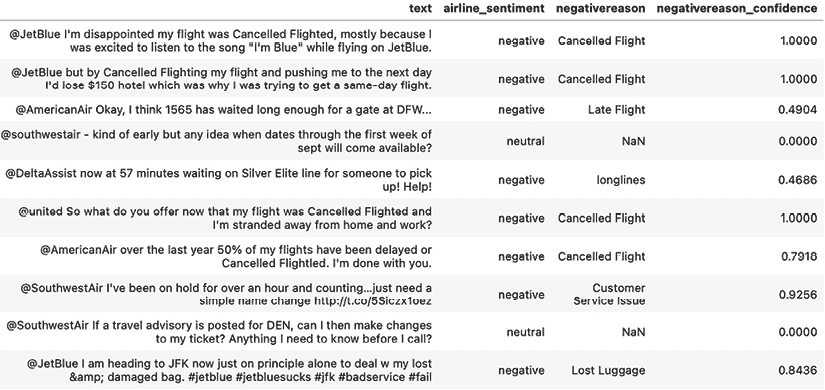 text airline_sentiment negativereason negativereason_confidence
@JetBlue I'm disappointed my flight was Cancelled Flighted, mostly because I
was excited to listen to the song "I'm Blue" while flying on JetBlue.
negative Cancelled Flight 1.0000
@JetBlue but by Cancelled Flighting my flight and pushing me to the next day
I'd lose $150 hotel which was why I was trying to get a same-day flight.
negative Cancelled Flight 1.0000
@AmericanAir Okay, I think 1565 has waited long enough for a gate at DFW... negative Late Flight 0.4904
@southwestair - kind of early but any idea when dates through the first week of
sept will come available?
neutral NaN 0.0000
@DeltaAssist now at 57 minutes waiting on Silver Elite line for someone to pick
up! Help!
negative longlines 0.4686
@united So what do you offer now that my flight was Cancelled Flighted and
I'm stranded away from home and work?
negative Cancelled Flight 1.0000
@AmericanAir over the last year 50% of my flights have been delayed or
Cancelled Flightled. I'm done with you.
negative Cancelled Flight 0.7918
@SouthwestAir I've been on hold for over an hour and counting...just need a
simple name change
negative Customer
Service Issue
0.9256
@SouthwestAir If a travel advisory is posted for DEN, can I then make changes
to my ticket? Anything I need to know before I call?
neutral NaN 0.0000
@JetBlue I am heading to JFK now just on principle alone to deal w my lost
&amp; damaged bag. #jetblue #jetbluesucks #jfk #badservice #fail
negative Lost Luggage 0.8436